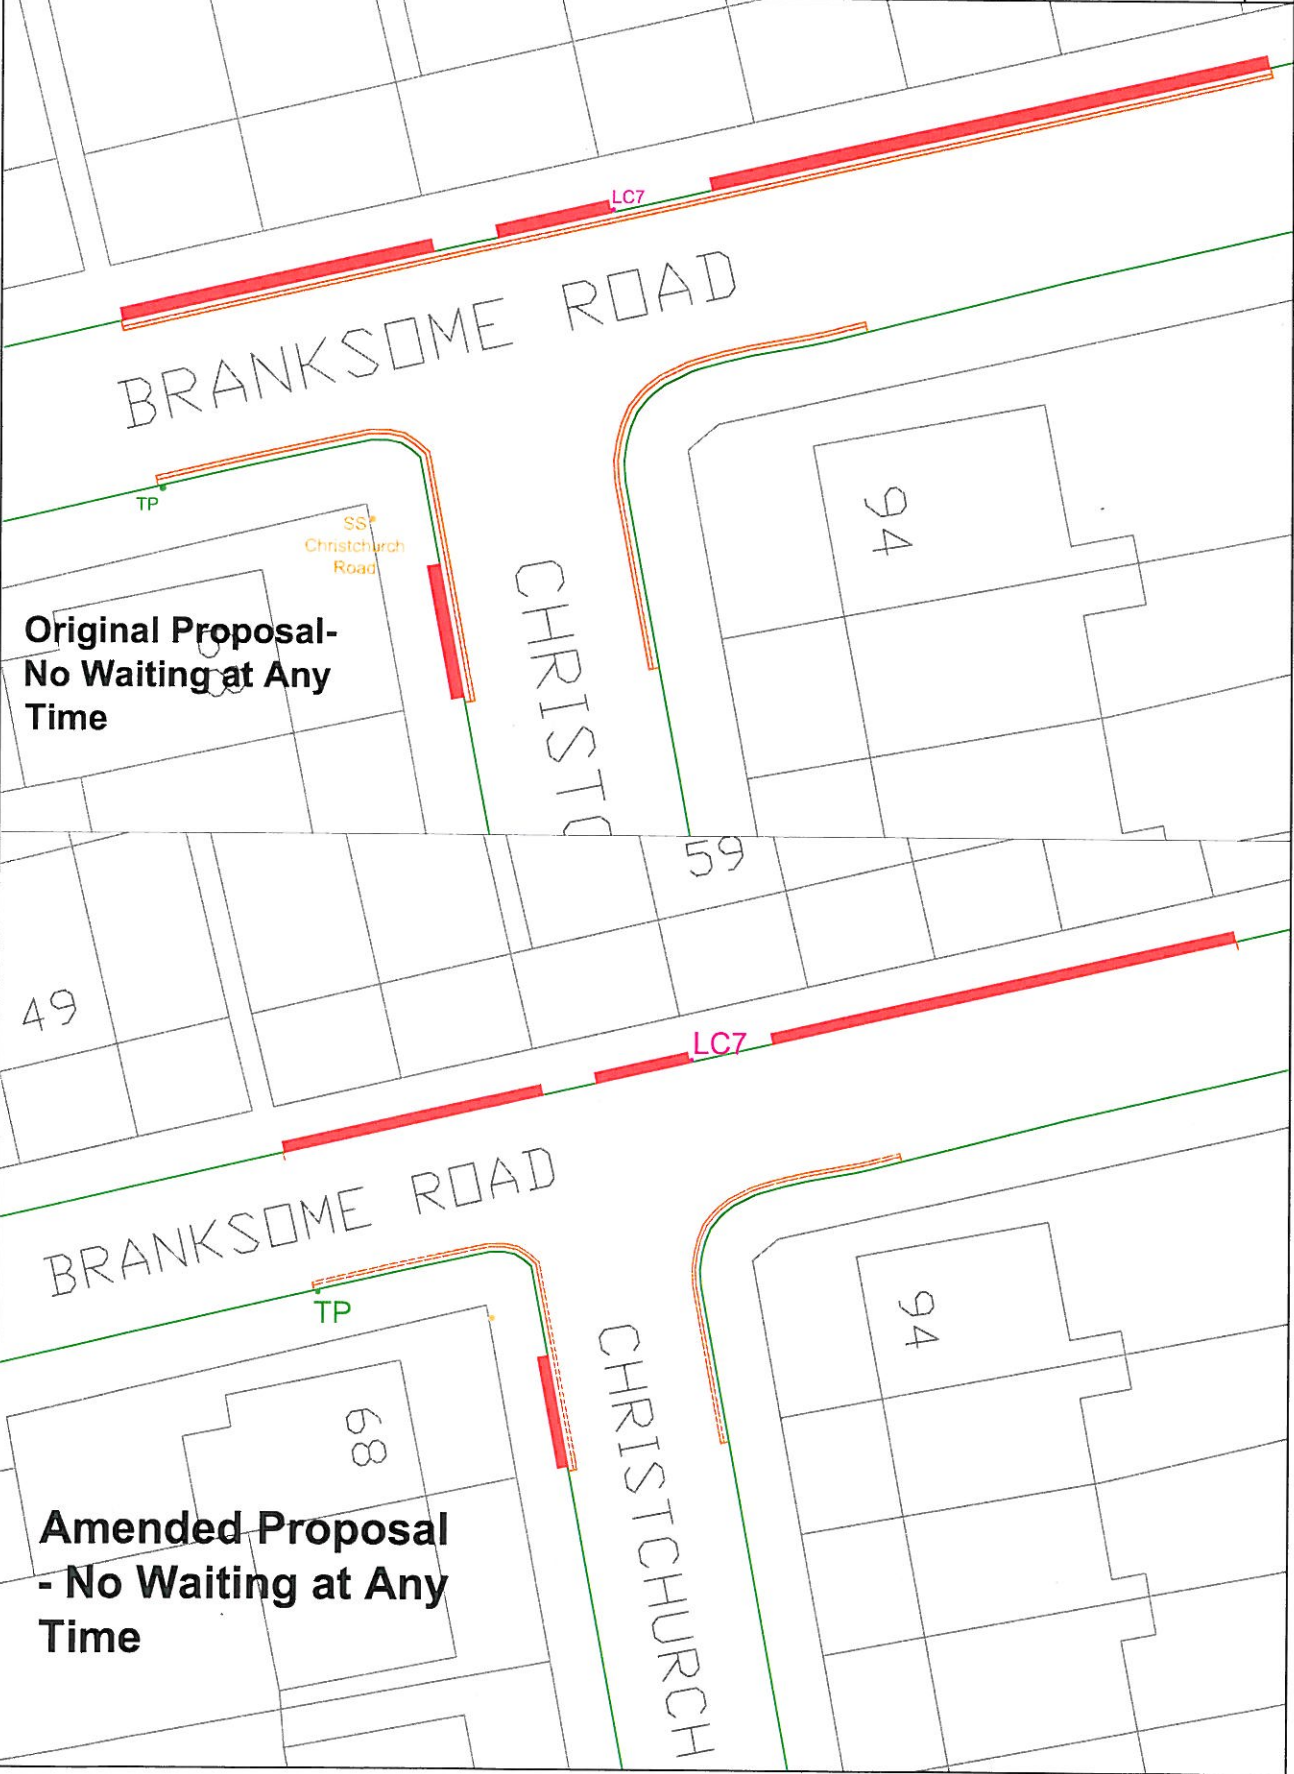 LC7
BRANKSOME ROAD
TP
SS
Christchurch
Road
94
Original Proposal-
No Waiting at Any
Time
68
CHRISTC
59
49
LC7
BRANKSOME ROAD
TP
94
68
CHRISTCHURCH
Amended Proposal
- No Waiting at Any
Time